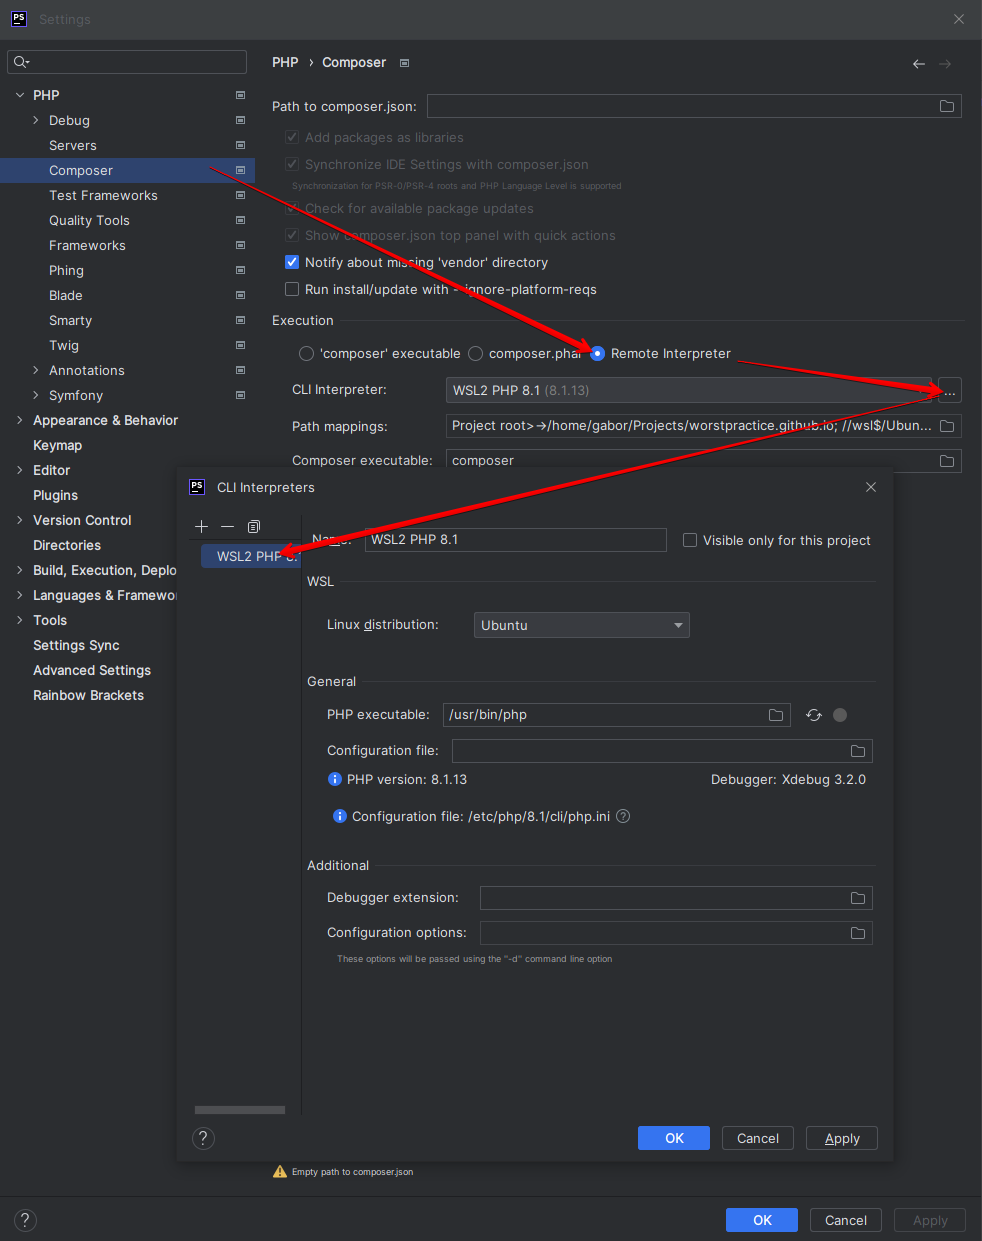 PS Settings
PHP › Composer
PHP
Debug
Servers
Composer
Test Frameworks
Quality Tools
Frameworks
Phing
Blade
Smarty
Twig
Annotations
Symfony
Appearance & Behavior
Keymap
Editor
Plugins
Version Control
Directories
Build, Execution, Deplo
Languages & Framewor
Tools
Settings Sync
Advanced Settings
Rainbow Brackets
Path to composer.json:
Add packages as libraries
Synchronize IDE Settings with composer.json
Synchronization for PSR-0/PSR-4 roots and PHP Language Level is supported
Check for available package updates
Show composer.json top panel with quick actions
Notify about missing 'vendor' directory
Run install/update with --ignore-platform-reqs
Execution
'composer' executable composer.phar Remote Interpreter
CLI Interpreter: WSL2 PHP 8.1 (8.1.13) ...
Path mappings: Project root>→/home/gabor/Projects/worstpractice.github.io; //wsl$/Ubun...
Composer executable: composer
PS CLI Interpreters
WSL2 PHP 8.1
Name: WSL2 PHP 8.1 Visible only for this project
WSL
Linux distribution: Ubuntu
General
PHP executable: /usr/bin/php
Configuration file:
PHP version: 8.1.13 Debugger: Xdebug 3.2.0
Configuration file: /etc/php/8.1/cli/php.ini ?
Additional
Debugger extension:
Configuration options:
These options will be passed using the "-d" command line option
? OK Cancel Apply
Empty path to composer.json
? OK Cancel Apply